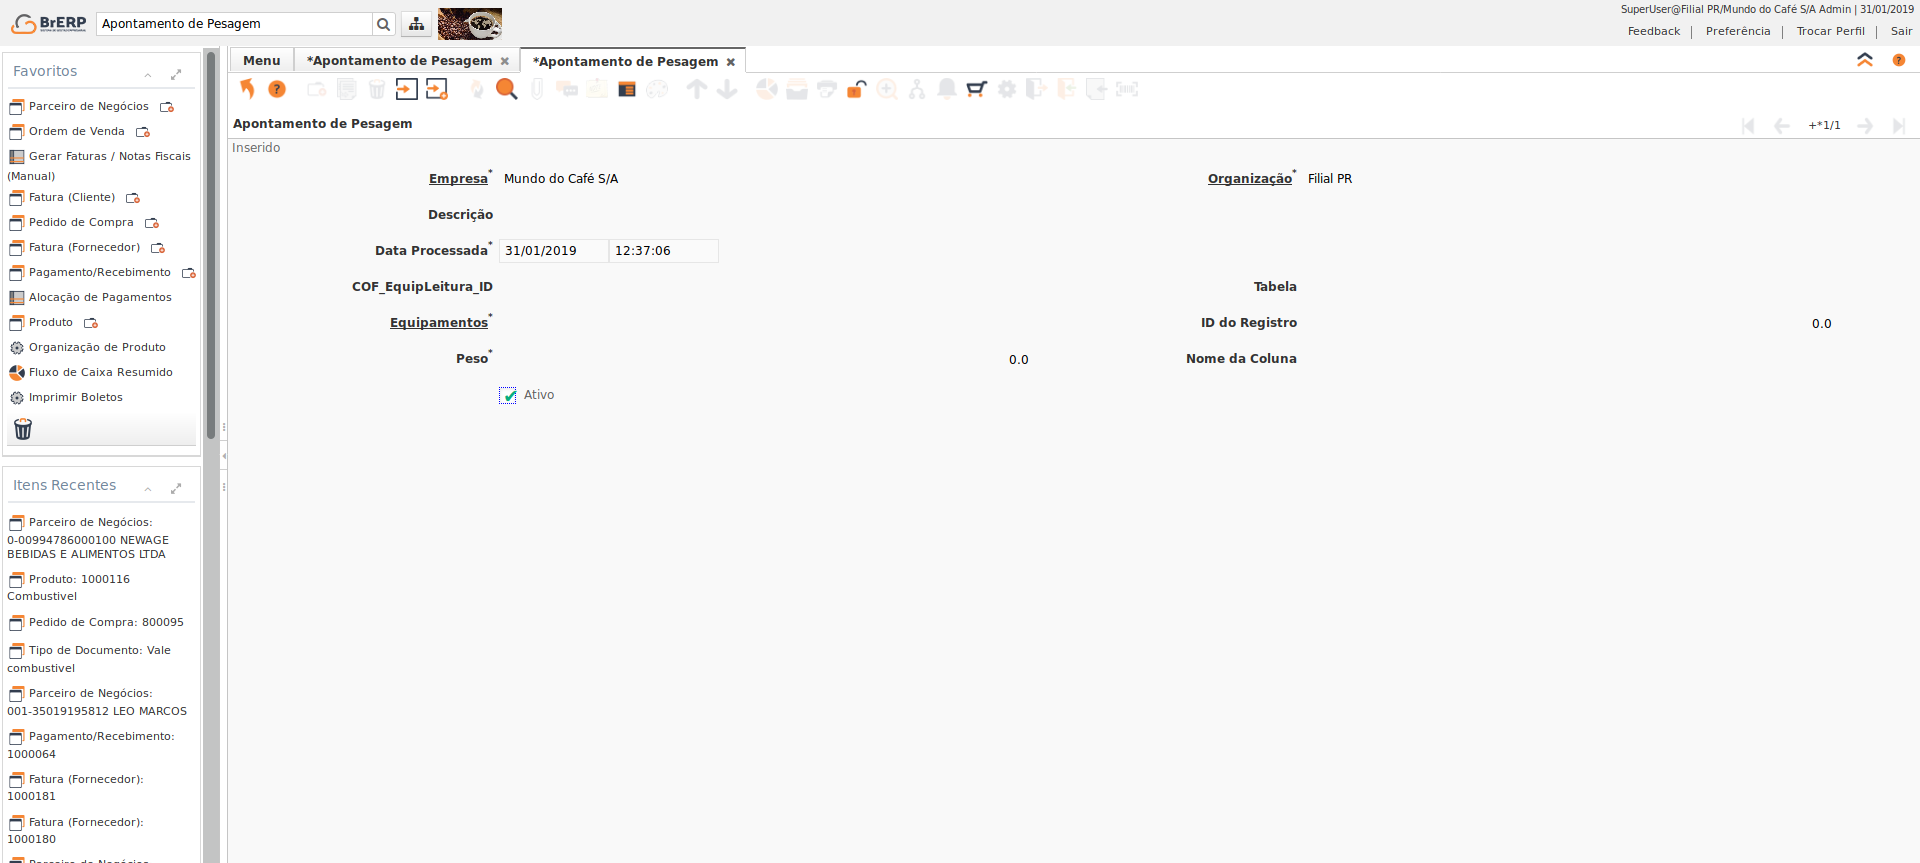 BrERP
Apontamento de Pesagem
SuperUser@Filial PR/Mundo do Café S/A Admin | 31/01/2019
Feedback | Preferência | Trocar Perfil | Sair
Favoritos
Parceiro de Negócios
Ordem de Venda
Gerar Faturas / Notas Fiscais
(Manual)
Fatura (Cliente)
Pedido de Compra
Fatura (Fornecedor)
Pagamento/Recebimento
Alocação de Pagamentos
Produto
Organização de Produto
Fluxo de Caixa Resumido
Imprimir Boletos
Itens Recentes
Parceiro de Negócios:
0-00994786000100 NEWAGE
BEBIDAS E ALIMENTOS LTDA
Produto: 1000116
Combustivel
Pedido de Compra: 800095
Tipo de Documento: Vale
combustivel
Parceiro de Negócios:
001-35019195812 LEO MARCOS
Pagamento/Recebimento:
1000064
Fatura (Fornecedor):
1000181
Fatura (Fornecedor):
1000180
Menu
*Apontamento de Pesagem
*Apontamento de Pesagem
Apontamento de Pesagem
+*1/1
Inserido
Empresa* Mundo do Café S/A
Organização* Filial PR
Descrição
Data Processada* 31/01/2019 12:37:06
COF_EquipLeitura_ID
Tabela
Equipamentos*
ID do Registro 0.0
Peso* 0.0
Nome da Coluna
Ativo